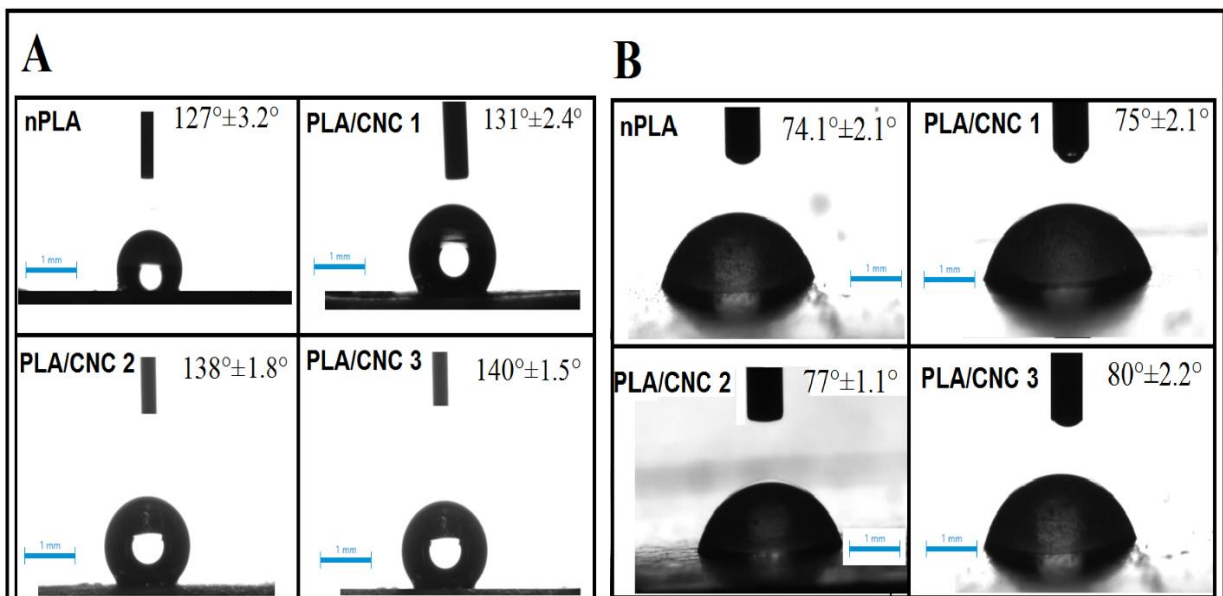 A
nPLA
127°±3.2°
1 mm
PLA/CNC 1
131°±2.4°
1 mm
PLA/CNC 2
138°±1.8°
1 mm
PLA/CNC 3
140°±1.5°
1 mm
B
nPLA
74.1°±2.1°
1 mm
PLA/CNC 1
75°±2.1°
1 mm
PLA/CNC 2
77°±1.1°
1 mm
PLA/CNC 3
80°±2.2°
1 mm